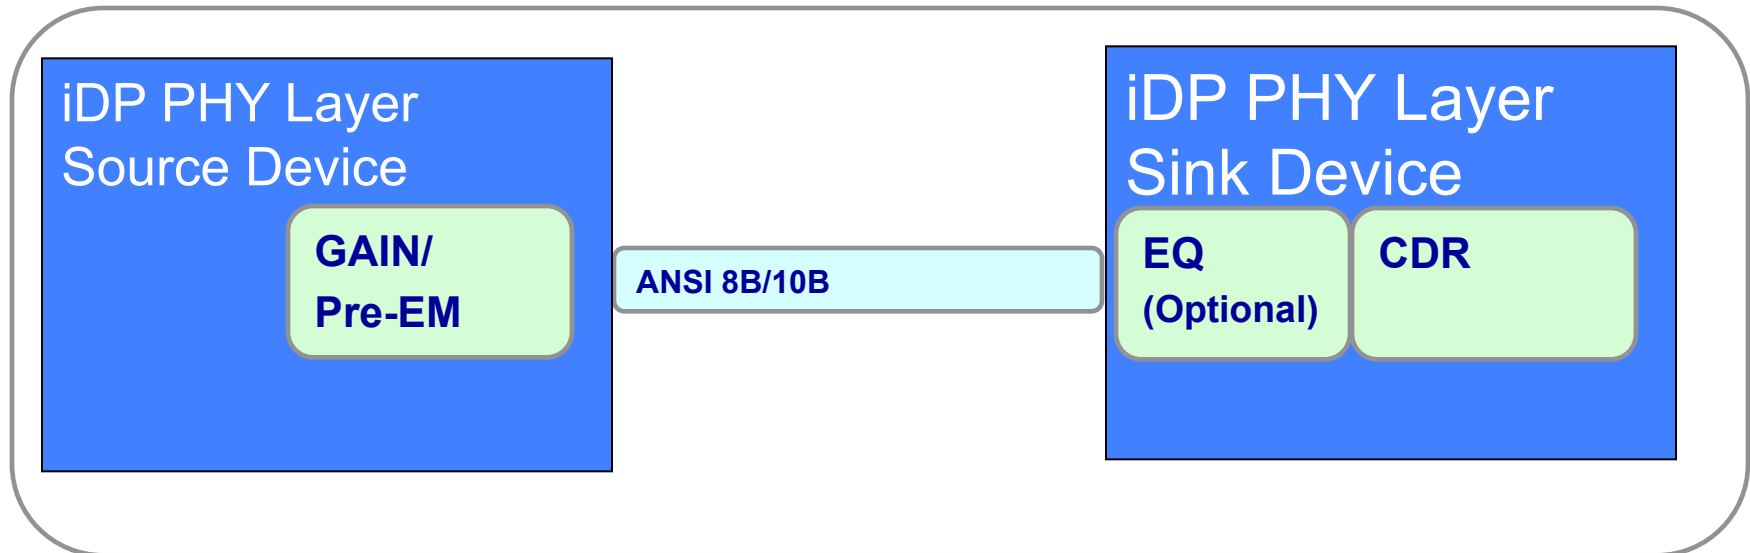 iDP PHY Layer
Source Device
GAIN/
Pre-EM
ANSI 8B/10B
iDP PHY Layer
Sink Device
EQ
(Optional)
CDR